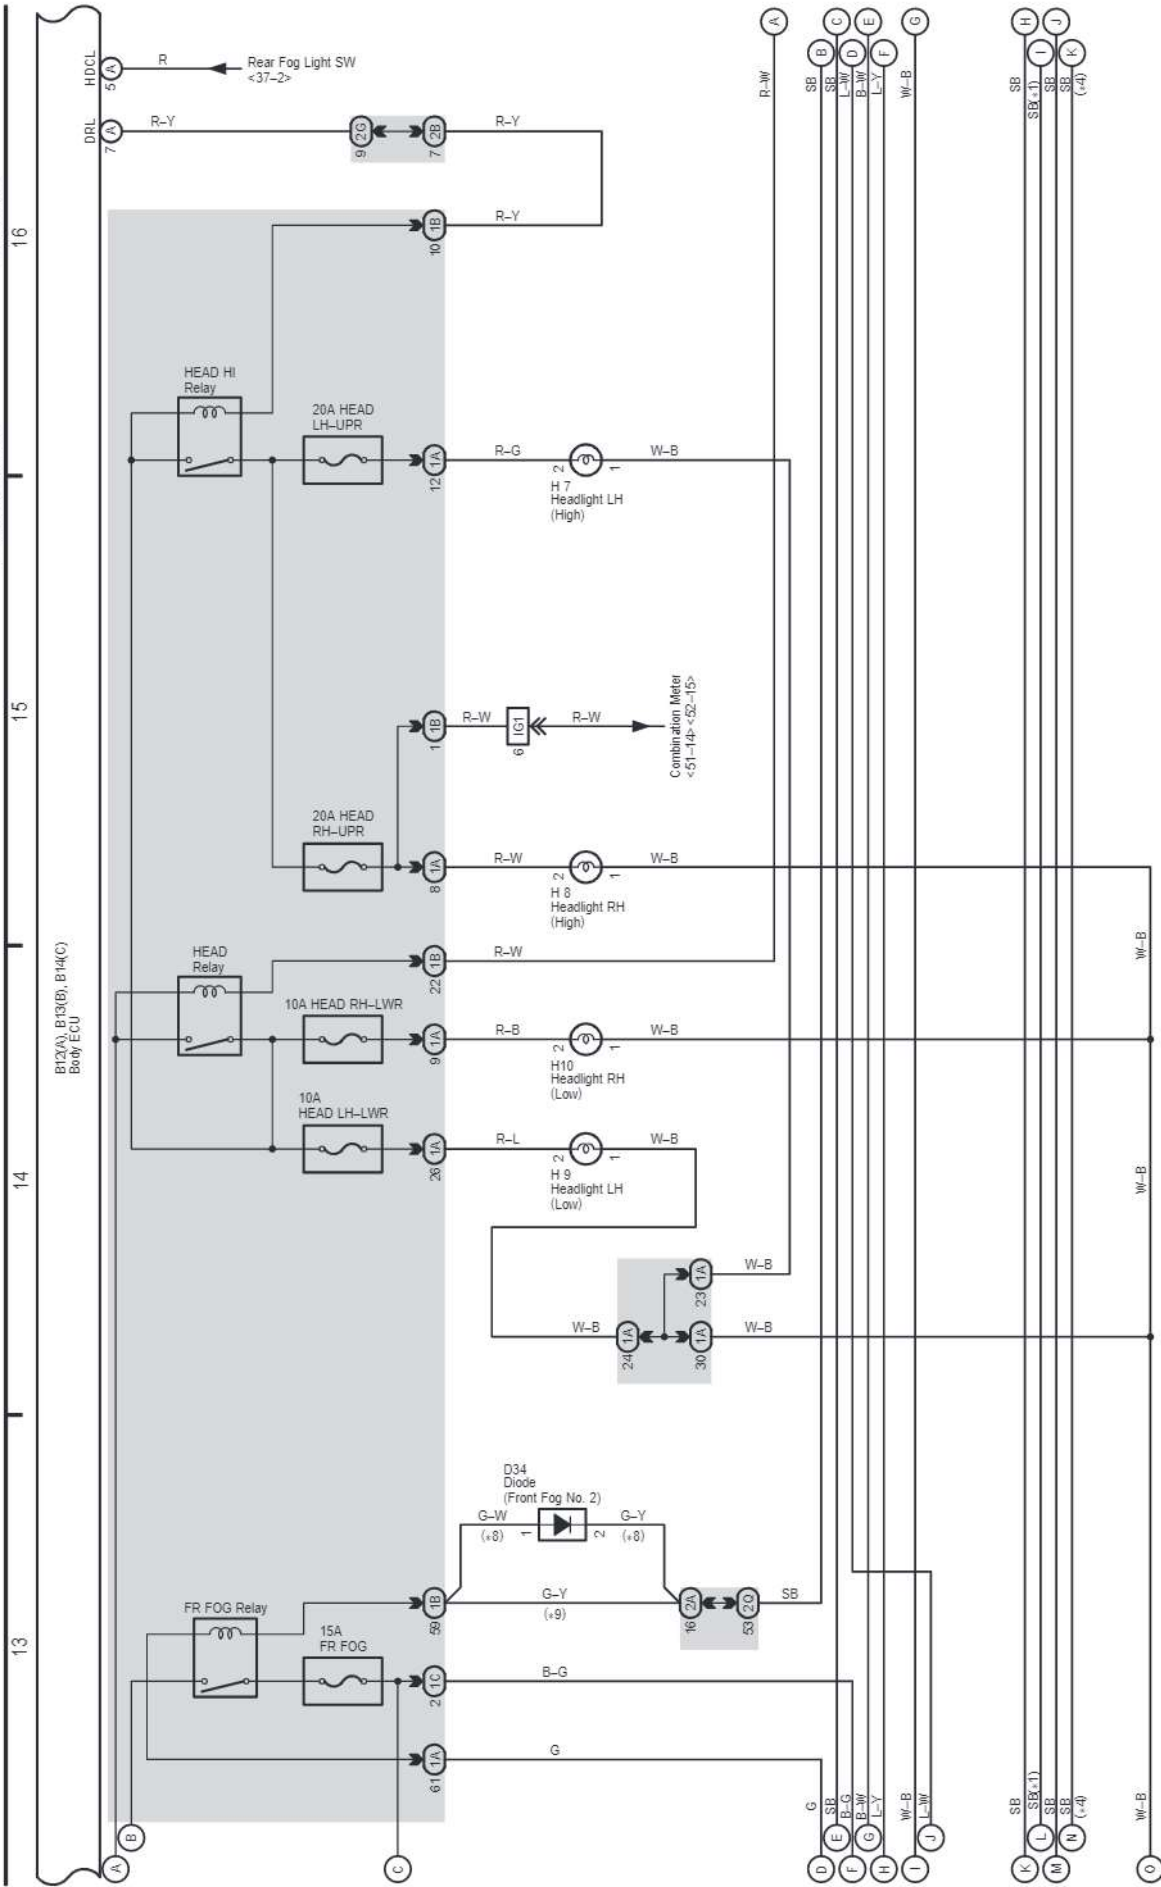 16
15
14
13
HDCL
5
A
R
Rear Fog Light SW
<37–2>
DRL
7
A
R–Y
9
2G
7
2B
R–Y
10
1B
R–Y
HEAD HI
Relay
20A HEAD
LH–UPR
12
1A
R–G
2
1
W–B
H 7
Headlight LH
(High)
1
1B
R–W
6
IG1
R–W
Combination Meter
<51–14><52–15>
20A HEAD
RH–UPR
8
1A
R–W
2
1
W–B
H 8
Headlight RH
(High)
B12(A), B13(B), B14(C)
Body ECU
HEAD
Relay
22
1B
R–W
10A HEAD RH–LWR
9
1A
R–B
2
1
W–B
H10
Headlight RH
(Low)
10A
HEAD LH–LWR
26
1A
R–L
2
1
W–B
H 9
Headlight LH
(Low)
23
1A
W–B
W–B
24
1A
30
1A
W–B
D34
Diode
(Front Fog No. 2)
G–W
(*8)
1
2
G–Y
(*8)
59
1B
G–Y
(*9)
16
2A
53
2Q
SB
FR FOG Relay
15A
FR FOG
2
1C
B–G
61
1A
G
A
B
C
A
R–W
B
SB
C
SB
D
L–W
E
B–W
F
L–Y
G
W–B
H
SB
I
SB(*1)
J
SB
K
SB
(*4)
W–B
W–B
D
G
E
SB
F
B–G
G
B–W
H
L–Y
I
W–B
J
L–W
K
SB
L
SB(*1)
M
SB
N
SB
(*4)
O
W–B